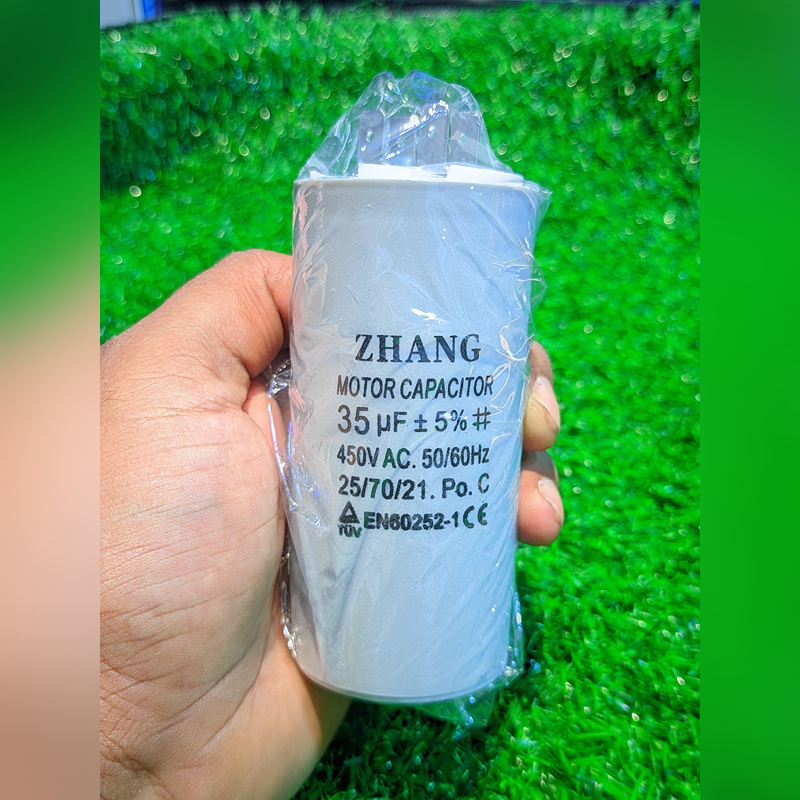 ZHANG
MOTOR CAPACITOR
35 µF ± 5% #
450V AC. 50/60Hz
25/70/21. Po. C
TÜV EN60252-1 CE